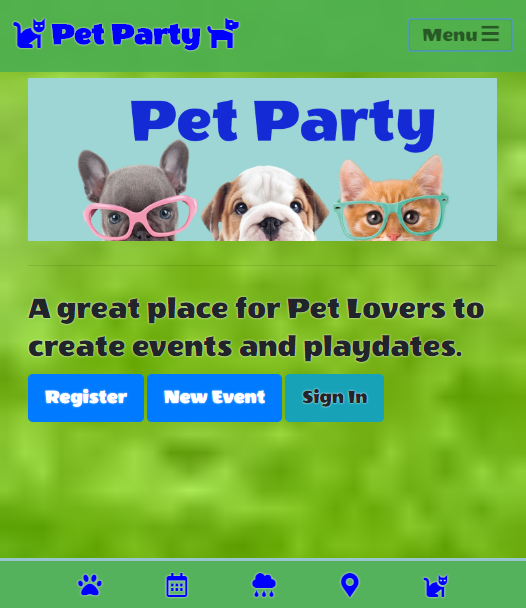 Pet Party
Menu
Pet Party
A great place for Pet Lovers to
create events and playdates.
Register
New Event
Sign In